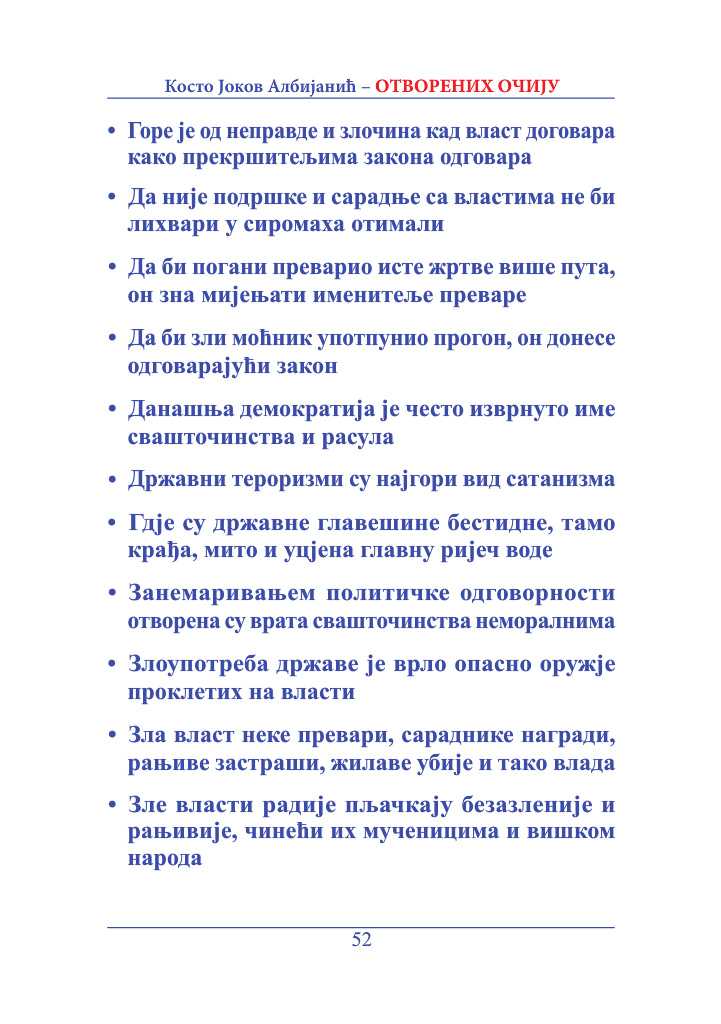 Косто Јоков Албијанић – ОТВОРЕНИХ ОЧИЈУ
• Горе је од неправде и злочина кад власт договара
како прекршитељима закона одговара
• Да није подршке и сарадње са властима не би
лихвари у сиромаха отимали
• Да би погани преварио исте жртве више пута,
он зна мијењати именитеље преваре
• Да би зли моћник употпунио прогон, он донесе
одговарајући закон
• Данашња демократија је често изврнуто име
свашточинства и расула
• Државни тероризми су најгори вид сатанизма
• Гдје су државне главешине бестидне, тамо
крађа, мито и уцјена главну ријеч воде
• Занемаривањем политичке одговорности
отворена су врата свашточинства неморалнима
• Злоупотреба државе је врло опасно оружје
проклетих на власти
• Зла власт неке превари, сараднике награди,
рањиве застраши, жилаве убије и тако влада
• Зле власти радије пљачкају безазленије и
рањивије, чинећи их мученицима и вишком
народа
52